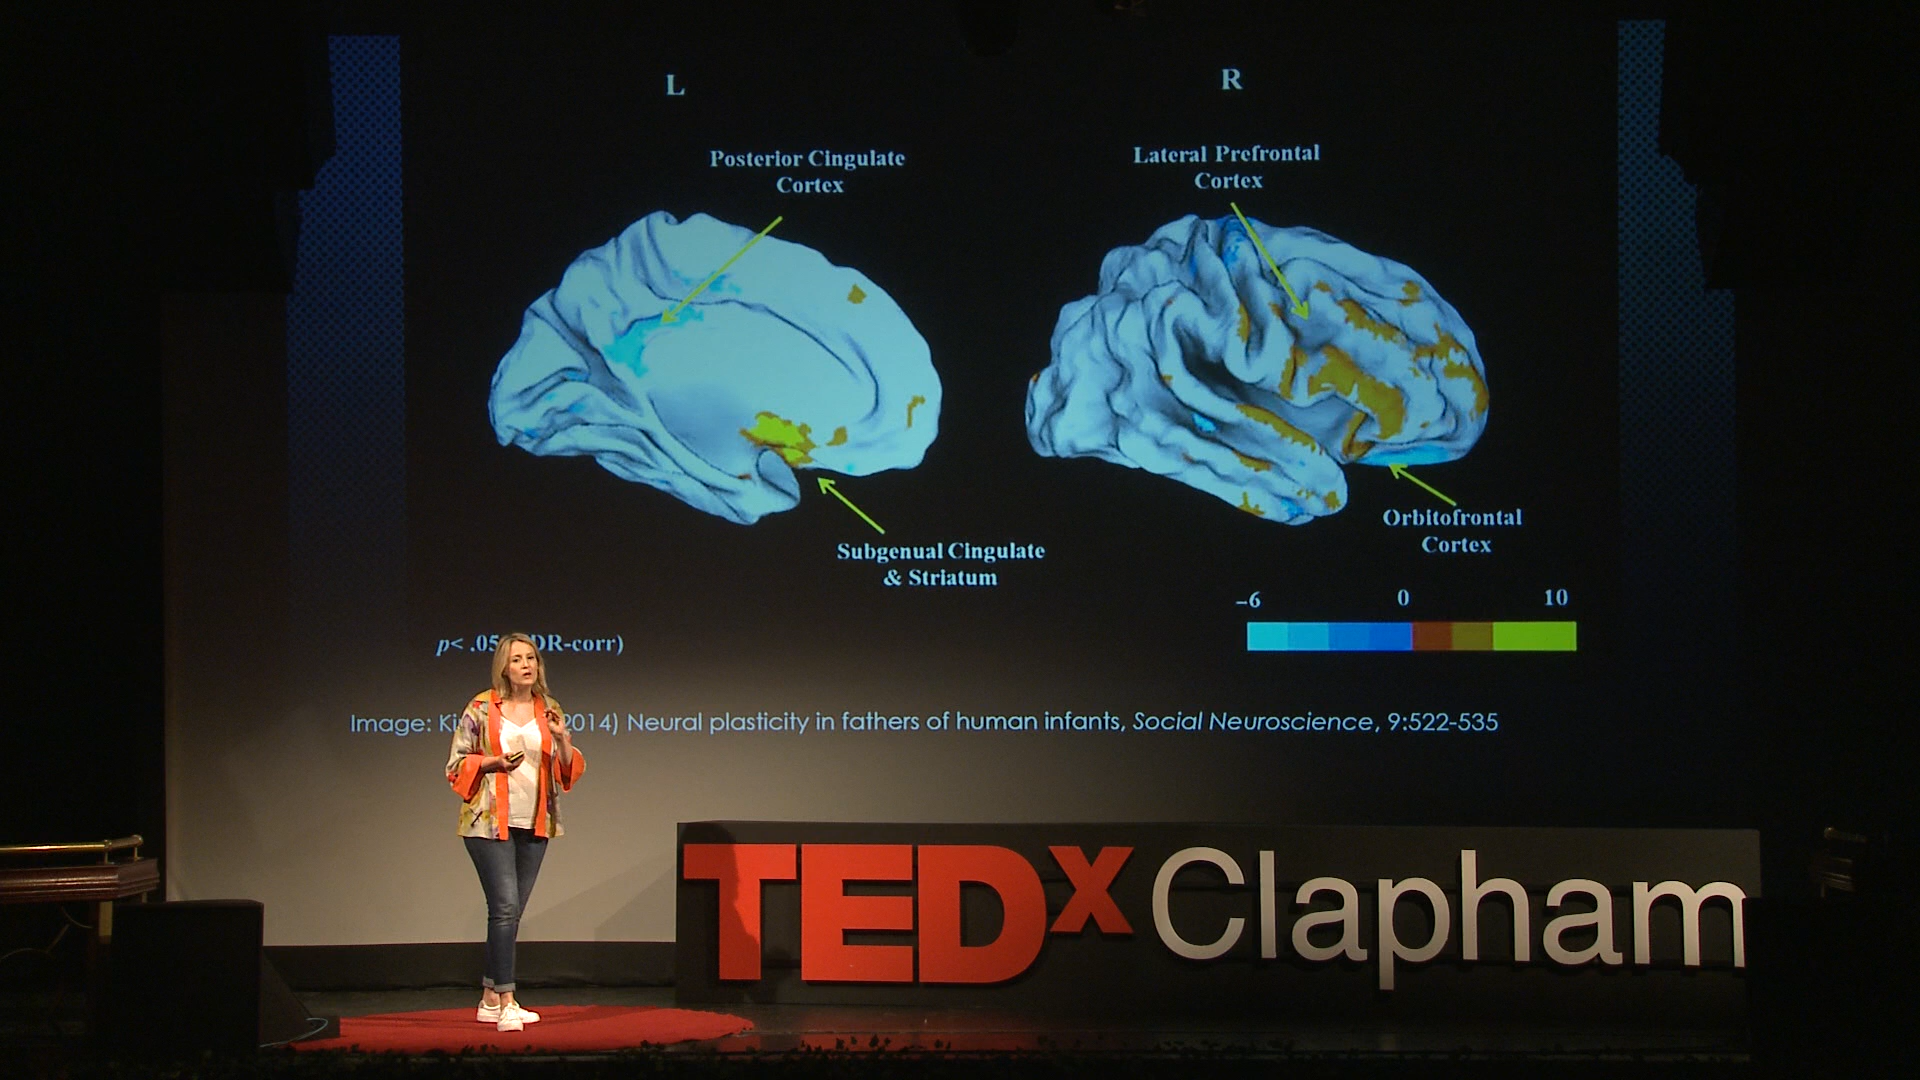 L
R
Posterior Cingulate
Cortex
Lateral Prefrontal
Cortex
Subgenual Cingulate
& Striatum
Orbitofrontal
Cortex
–6 0 10
p< .05 DR-corr)
Image: Ki 2014) Neural plasticity in fathers of human infants, Social Neuroscience, 9:522-535
TEDx Clapham